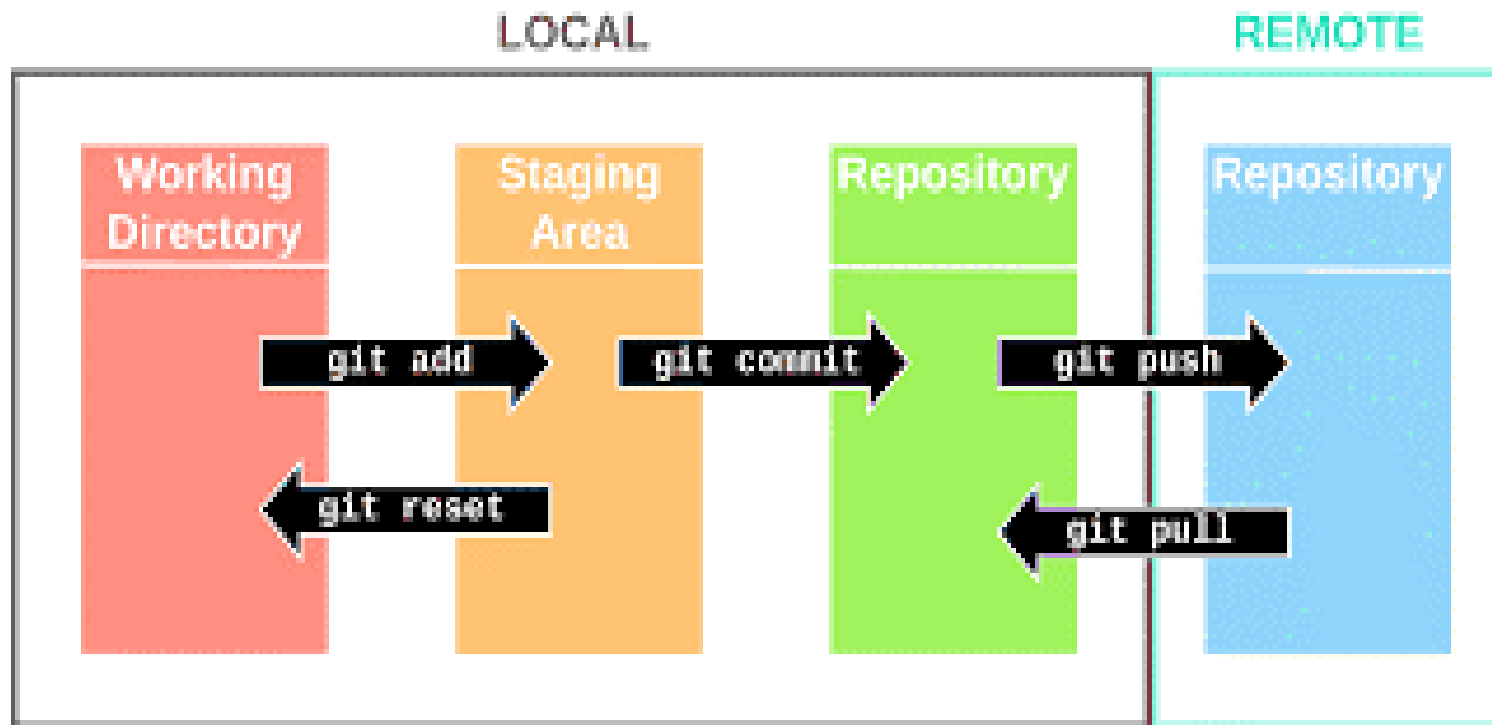 LOCAL
REMOTE
Working
Directory
Staging
Area
Repository
Repository
git add
git commit
git push
git reset
git pull